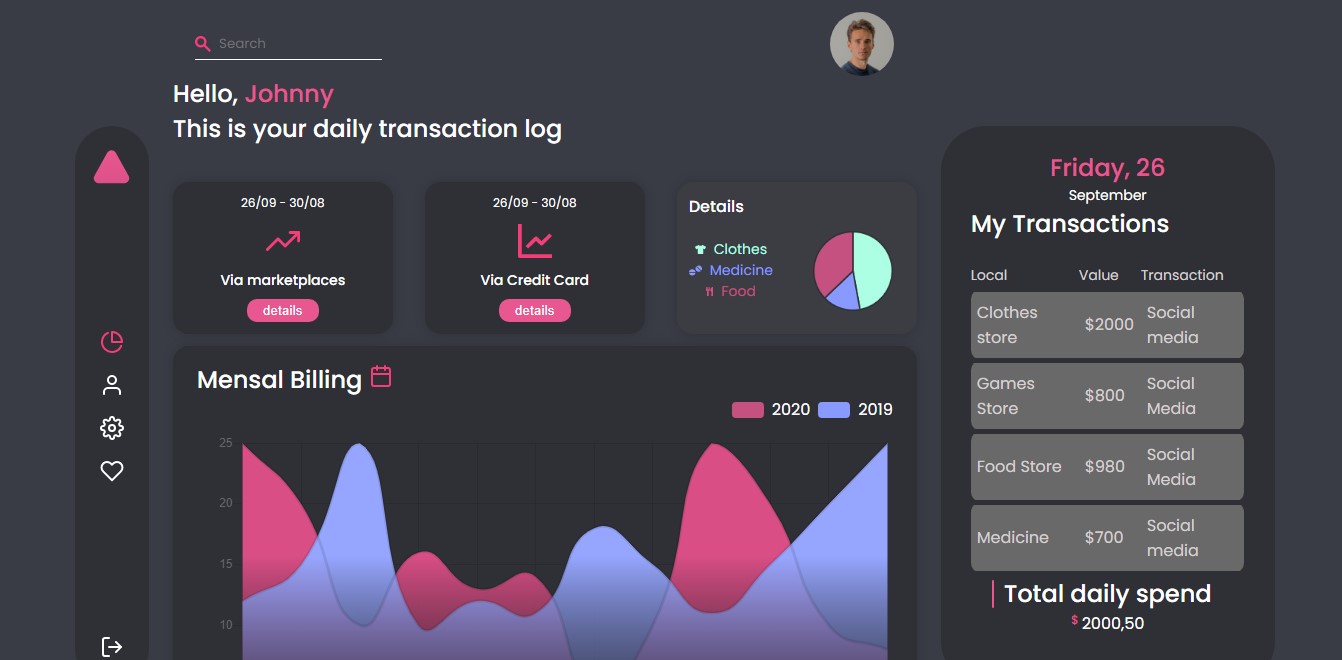 Search
Hello, Johnny
This is your daily transaction log
26/09 - 30/08
Via marketplaces
details
26/09 - 30/08
Via Credit Card
details
Details
Clothes
Medicine
Food
Mensal Billing
2020 2019
25
20
15
10
Friday, 26
September
My Transactions
Local Value Transaction
Clothes store $2000 Social media
Games Store $800 Social Media
Food Store $980 Social Media
Medicine $700 Social media
Total daily spend
$ 2000,50